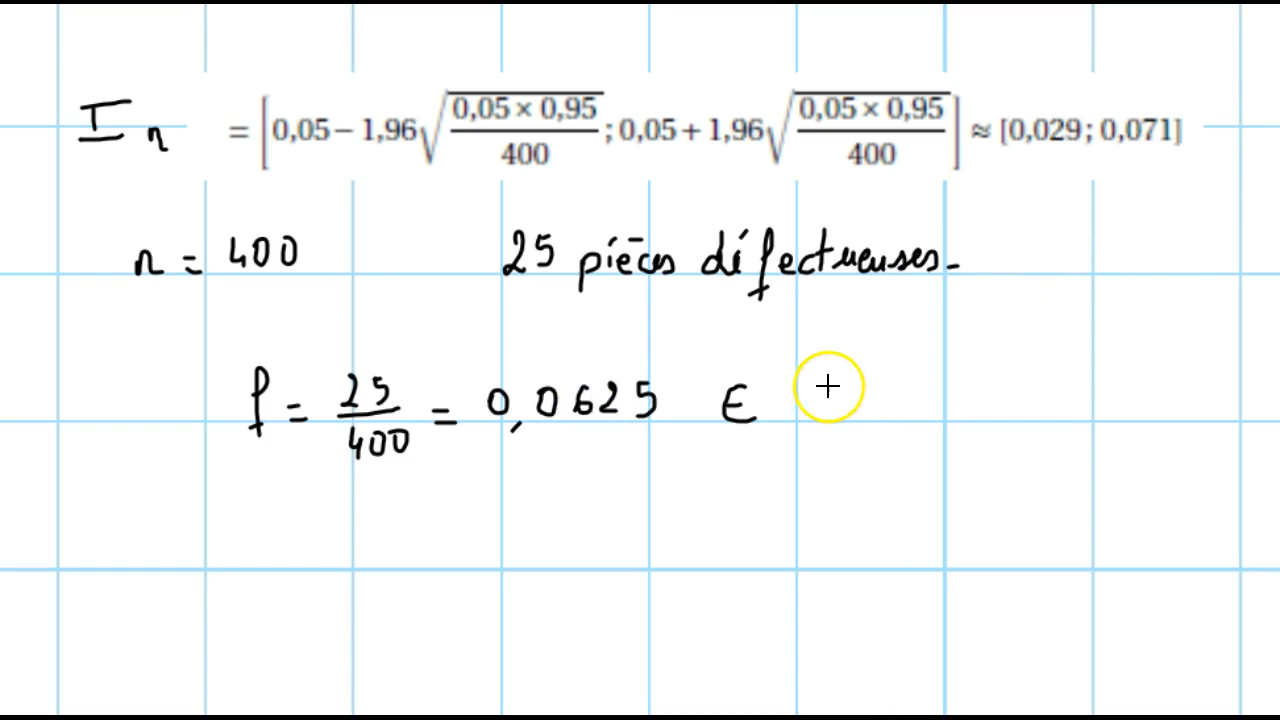 I_n = [0,05 − 1,96√(0,05 × 0,95 / 400) ; 0,05 + 1,96√(0,05 × 0,95 / 400)] ≈ [0,029 ; 0,071]
n = 400 25 pièces défectueuses.
f = 25/400 = 0,0625 ∈